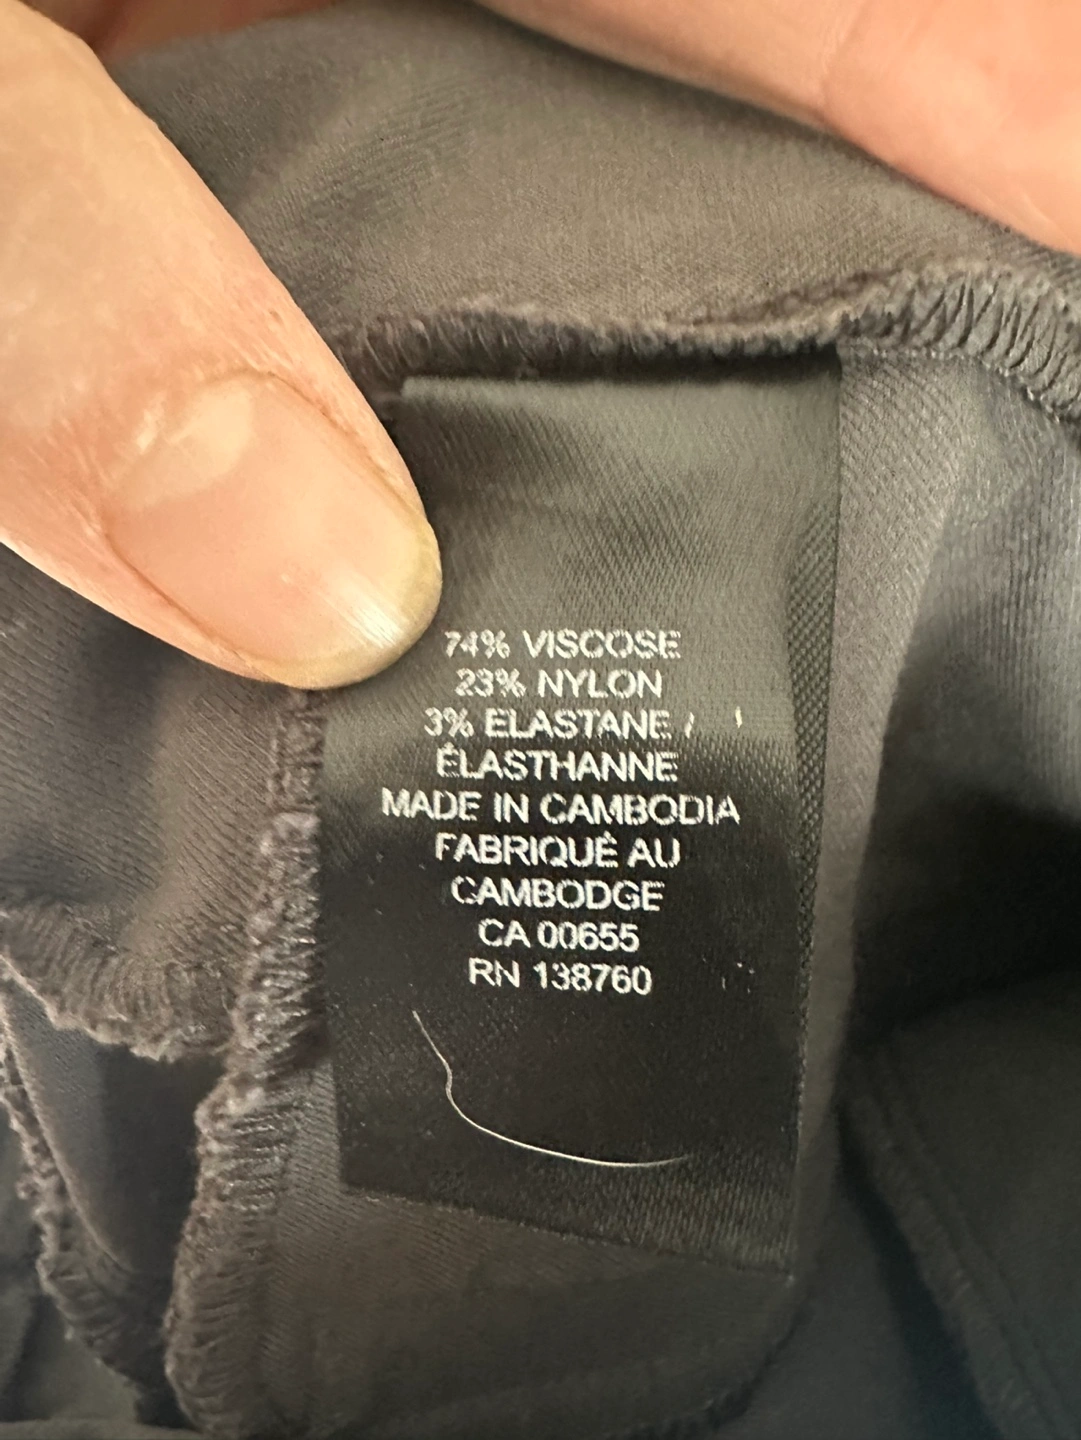 74% VISCOSE
23% NYLON
3% ELASTANE /
ÉLASTHANNE
MADE IN CAMBODIA
FABRIQUÉ AU
CAMBODGE
CA 00655
RN 138760